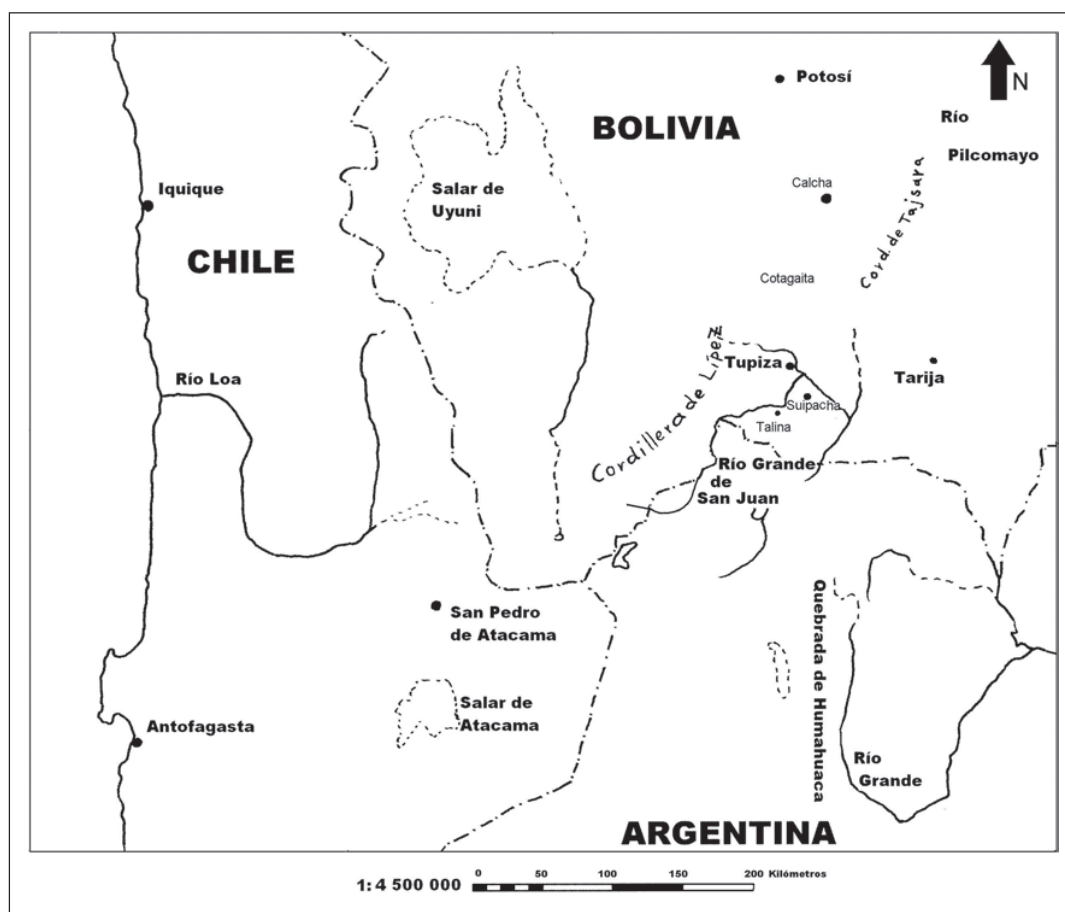 N
Potosí
Río
Pilcomayo
BOLIVIA
Calcha
Iquique
Salar de
Uyuni
Cord. de Tajsara
CHILE
Cotagaita
Cordillera de Lípez
Tupiza
Tarija
Río Loa
Suipacha
Talina
Río Grande
de
San Juan
San Pedro
de Atacama
Quebrada de Humahuaca
Salar de
Atacama
Antofagasta
Río
Grande
ARGENTINA
1: 4 500 000
0 50 100 150 200 Kilómetros